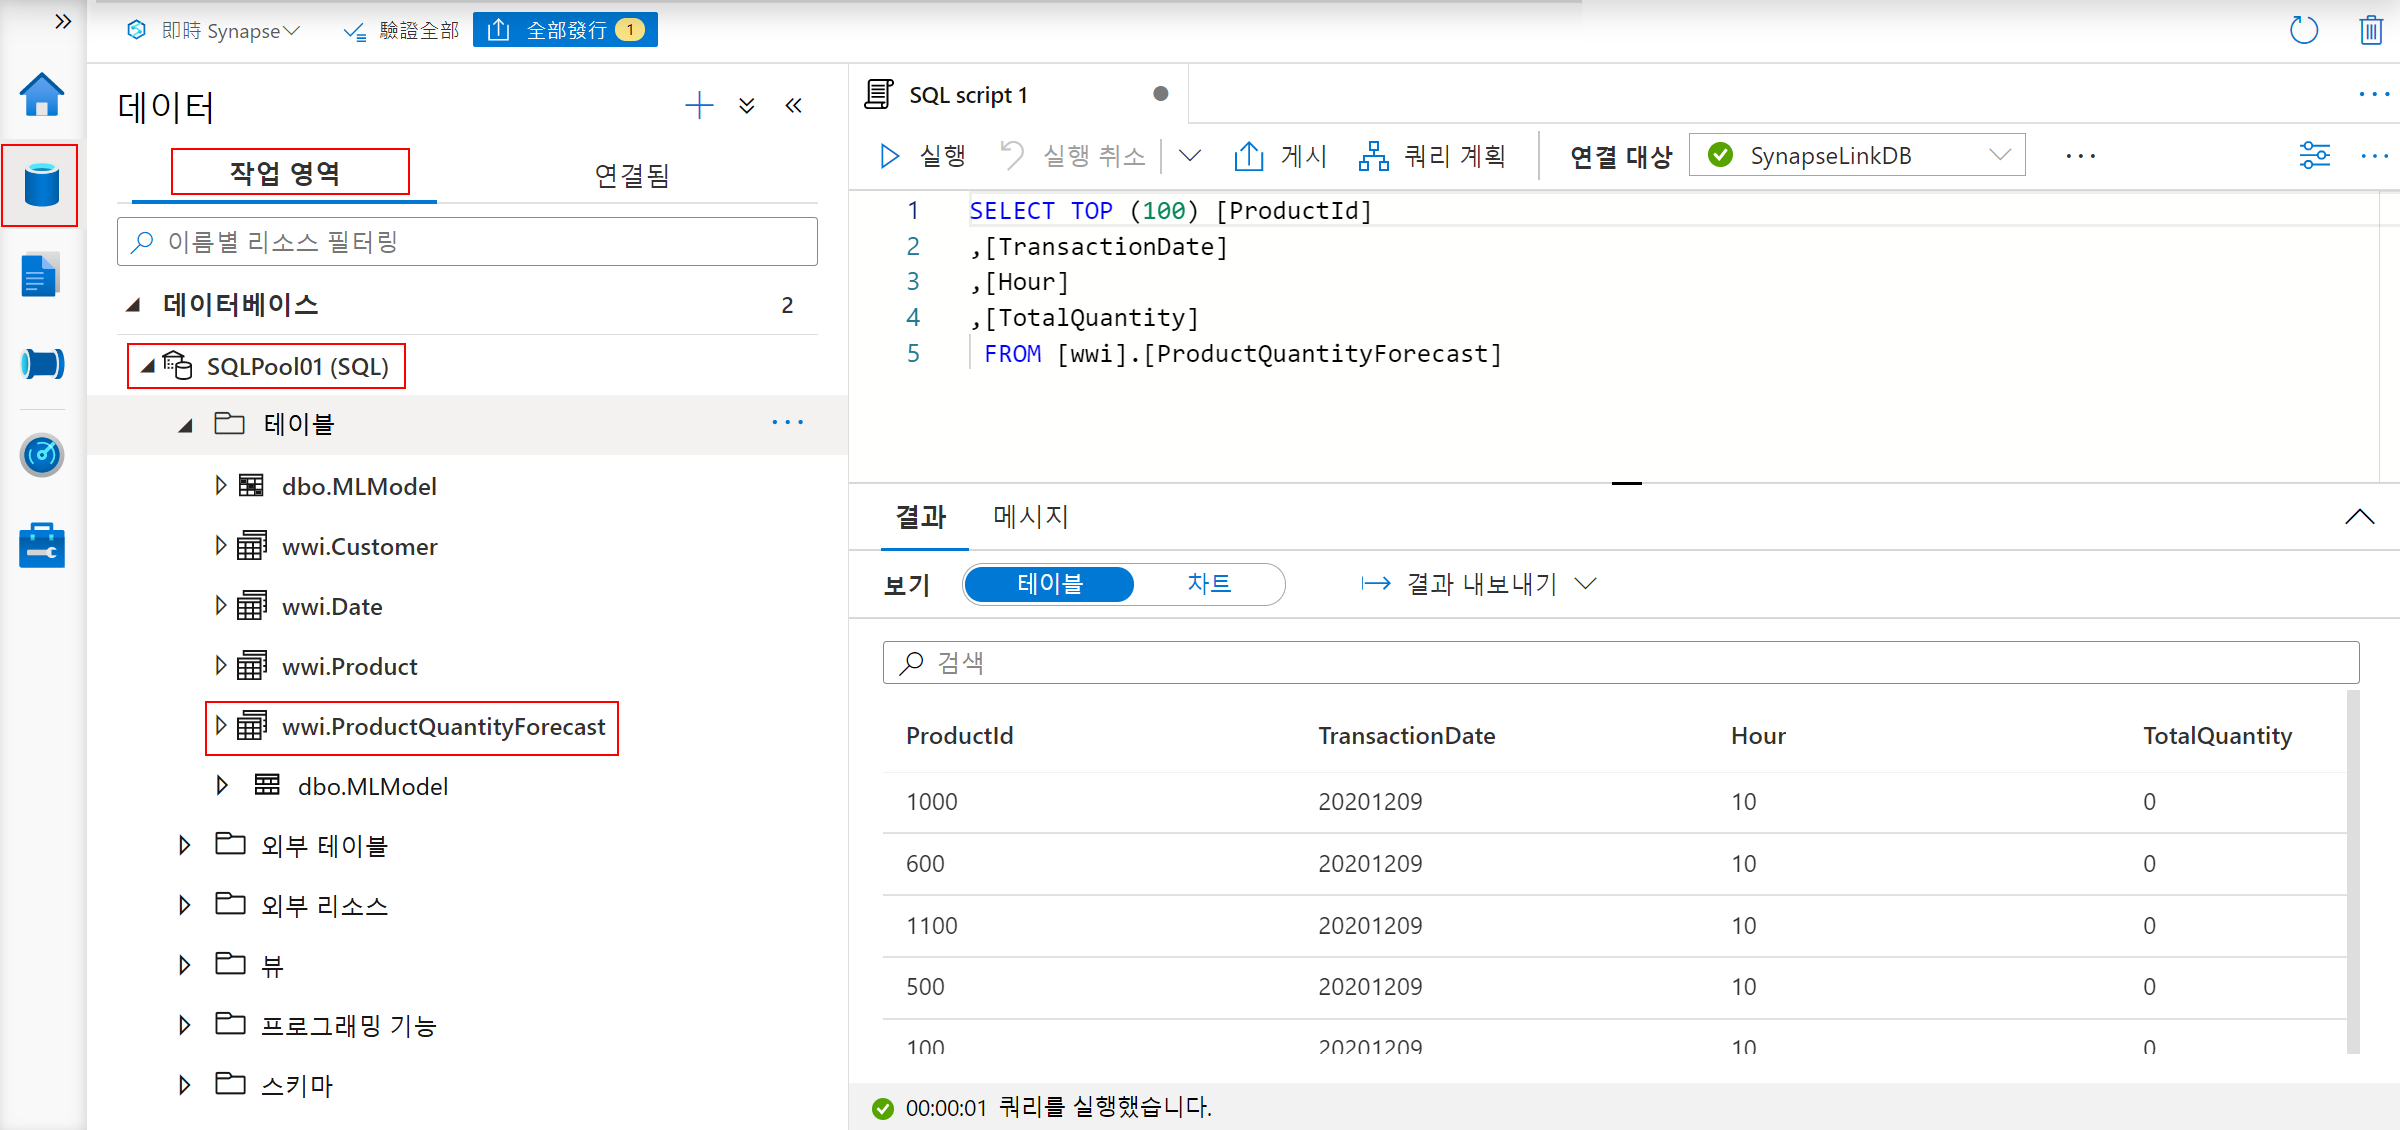 即時 Synapse
驗證全部
全部發行 1
데이터
작업 영역
연결됨
이름별 리소스 필터링
데이터베이스 2
SQLPool01 (SQL)
테이블
dbo.MLModel
wwi.Customer
wwi.Date
wwi.Product
wwi.ProductQuantityForecast
dbo.MLModel
외부 테이블
외부 리소스
뷰
프로그래밍 기능
스키마
SQL script 1
실행
실행 취소
게시
쿼리 계획
연결 대상
SynapseLinkDB
1 SELECT TOP (100) [ProductId]
2 ,[TransactionDate]
3 ,[Hour]
4 ,[TotalQuantity]
5 FROM [wwi].[ProductQuantityForecast]
결과
메시지
보기
테이블
차트
결과 내보내기
검색
ProductId TransactionDate Hour TotalQuantity
1000 20201209 10 0
600 20201209 10 0
1100 20201209 10 0
500 20201209 10 0
100 20201209 10 0
00:00:01 쿼리를 실행했습니다.